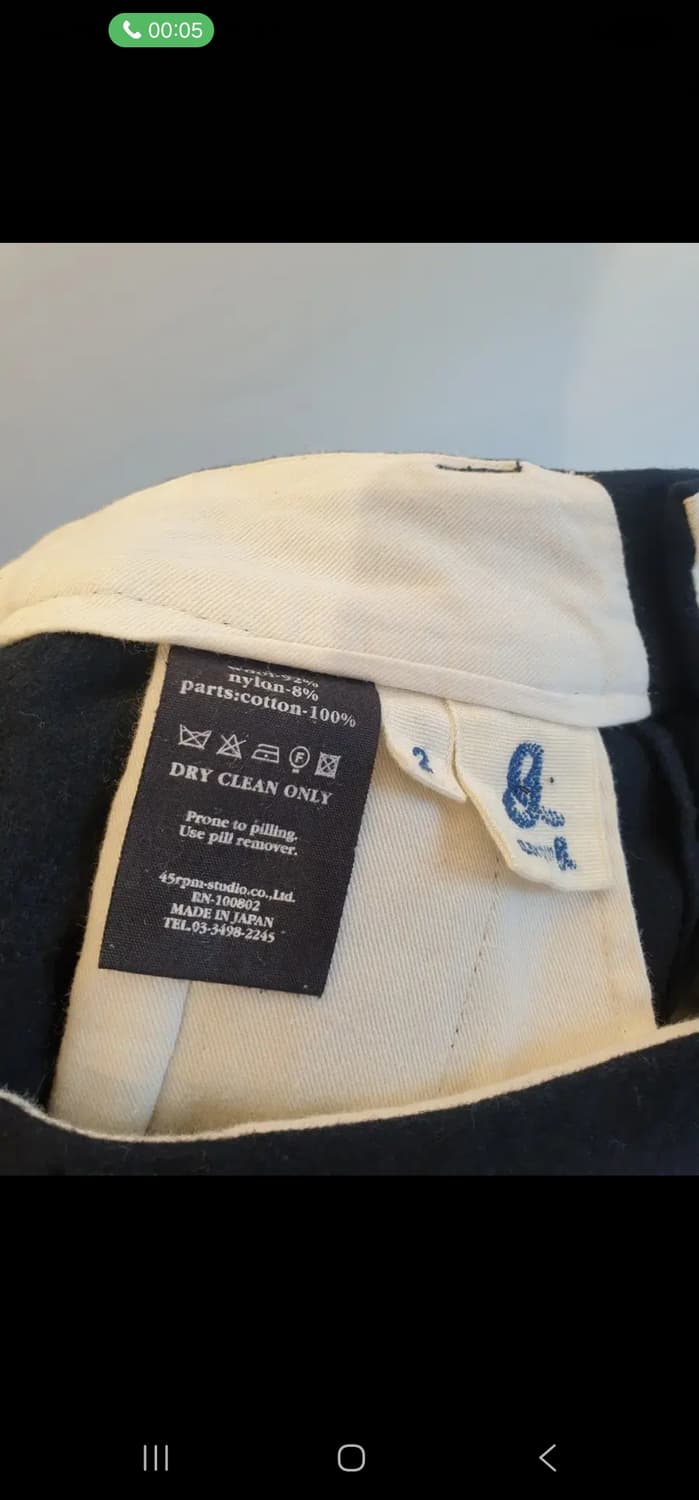 00:05
nylon-8%
parts:cotton-100%
F
DRY CLEAN ONLY
Prone to pilling.
Use pill remover.
45rpm-studio.co.,Ltd.
RN-100802
MADE IN JAPAN
TEL.03-3498-2245
2